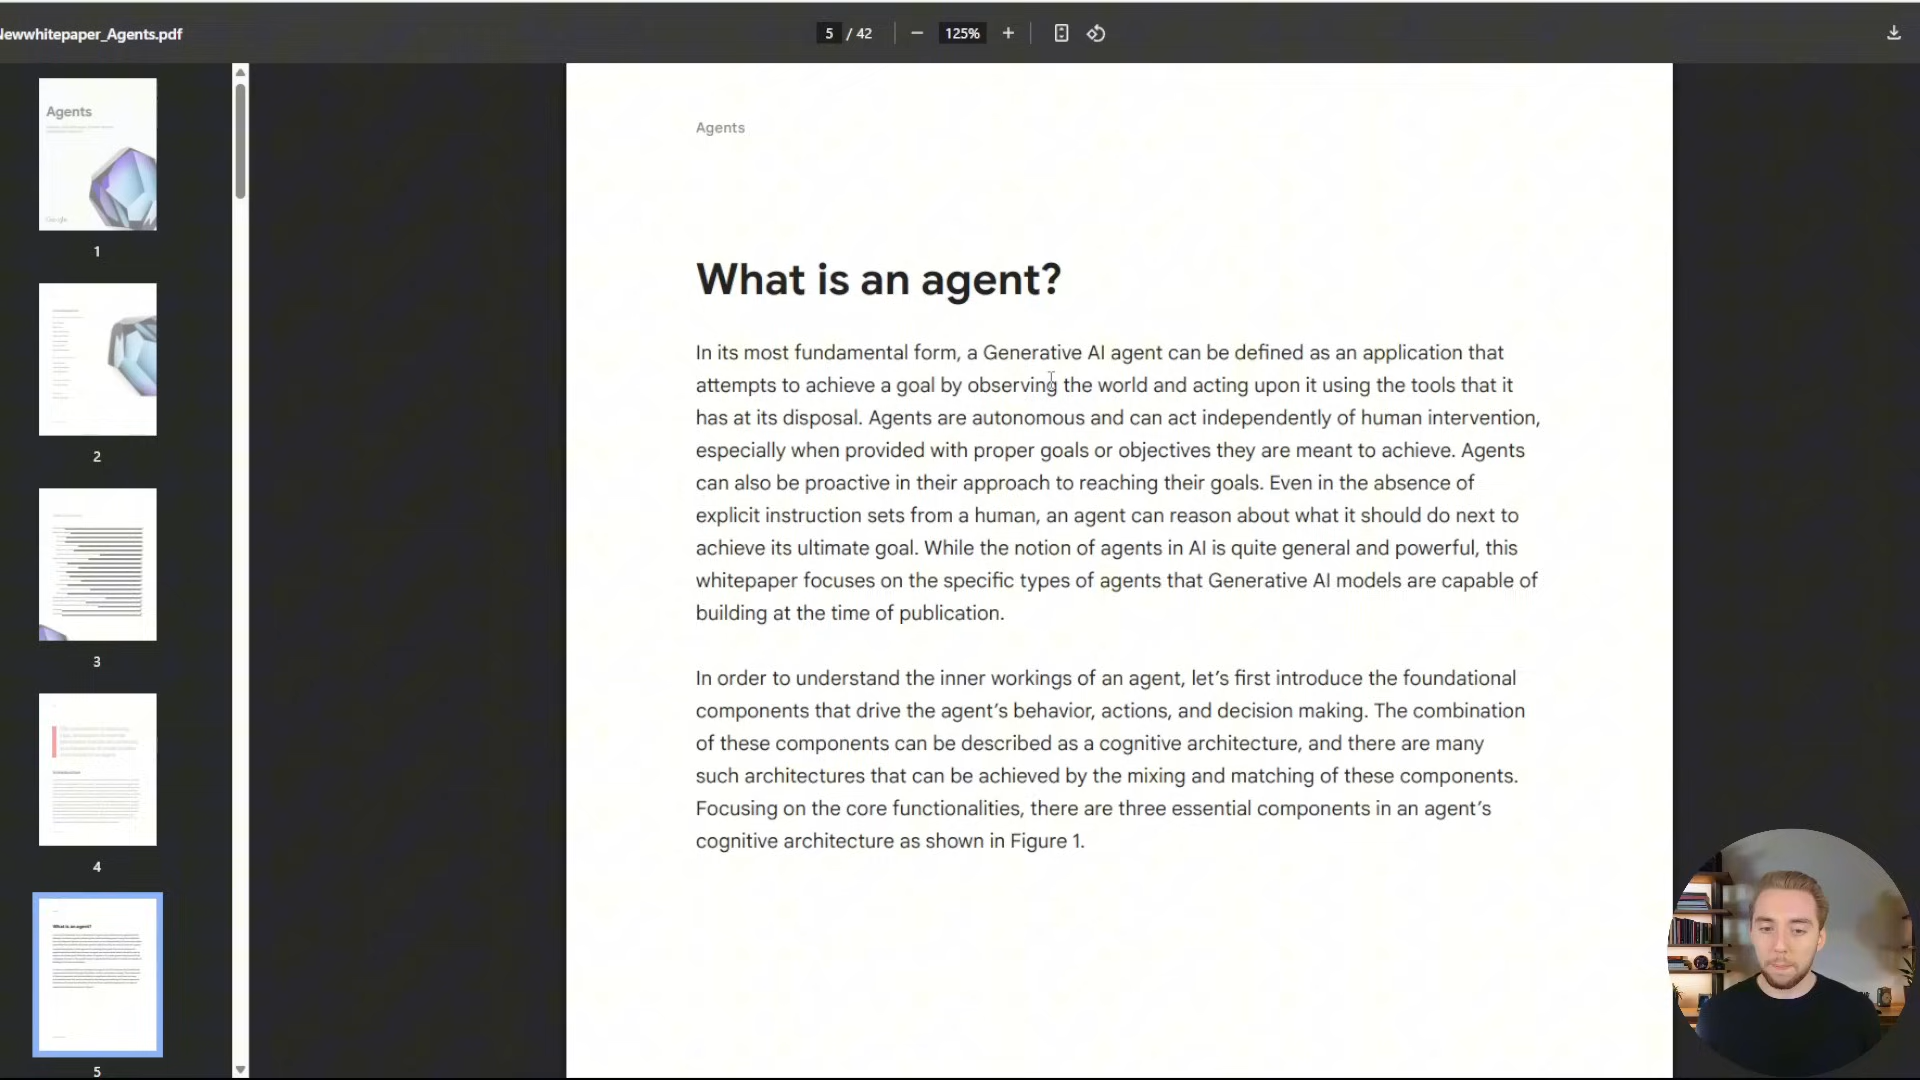 Newwhitepaper_Agents.pdf
5 / 42
125%
Agents
Google
1
2
3
4
What is an agent?
5
Agents
What is an agent?
In its most fundamental form, a Generative AI agent can be defined as an application that
attempts to achieve a goal by observing the world and acting upon it using the tools that it
has at its disposal. Agents are autonomous and can act independently of human intervention,
especially when provided with proper goals or objectives they are meant to achieve. Agents
can also be proactive in their approach to reaching their goals. Even in the absence of
explicit instruction sets from a human, an agent can reason about what it should do next to
achieve its ultimate goal. While the notion of agents in AI is quite general and powerful, this
whitepaper focuses on the specific types of agents that Generative AI models are capable of
building at the time of publication.
In order to understand the inner workings of an agent, let’s first introduce the foundational
components that drive the agent’s behavior, actions, and decision making. The combination
of these components can be described as a cognitive architecture, and there are many
such architectures that can be achieved by the mixing and matching of these components.
Focusing on the core functionalities, there are three essential components in an agent’s
cognitive architecture as shown in Figure 1.